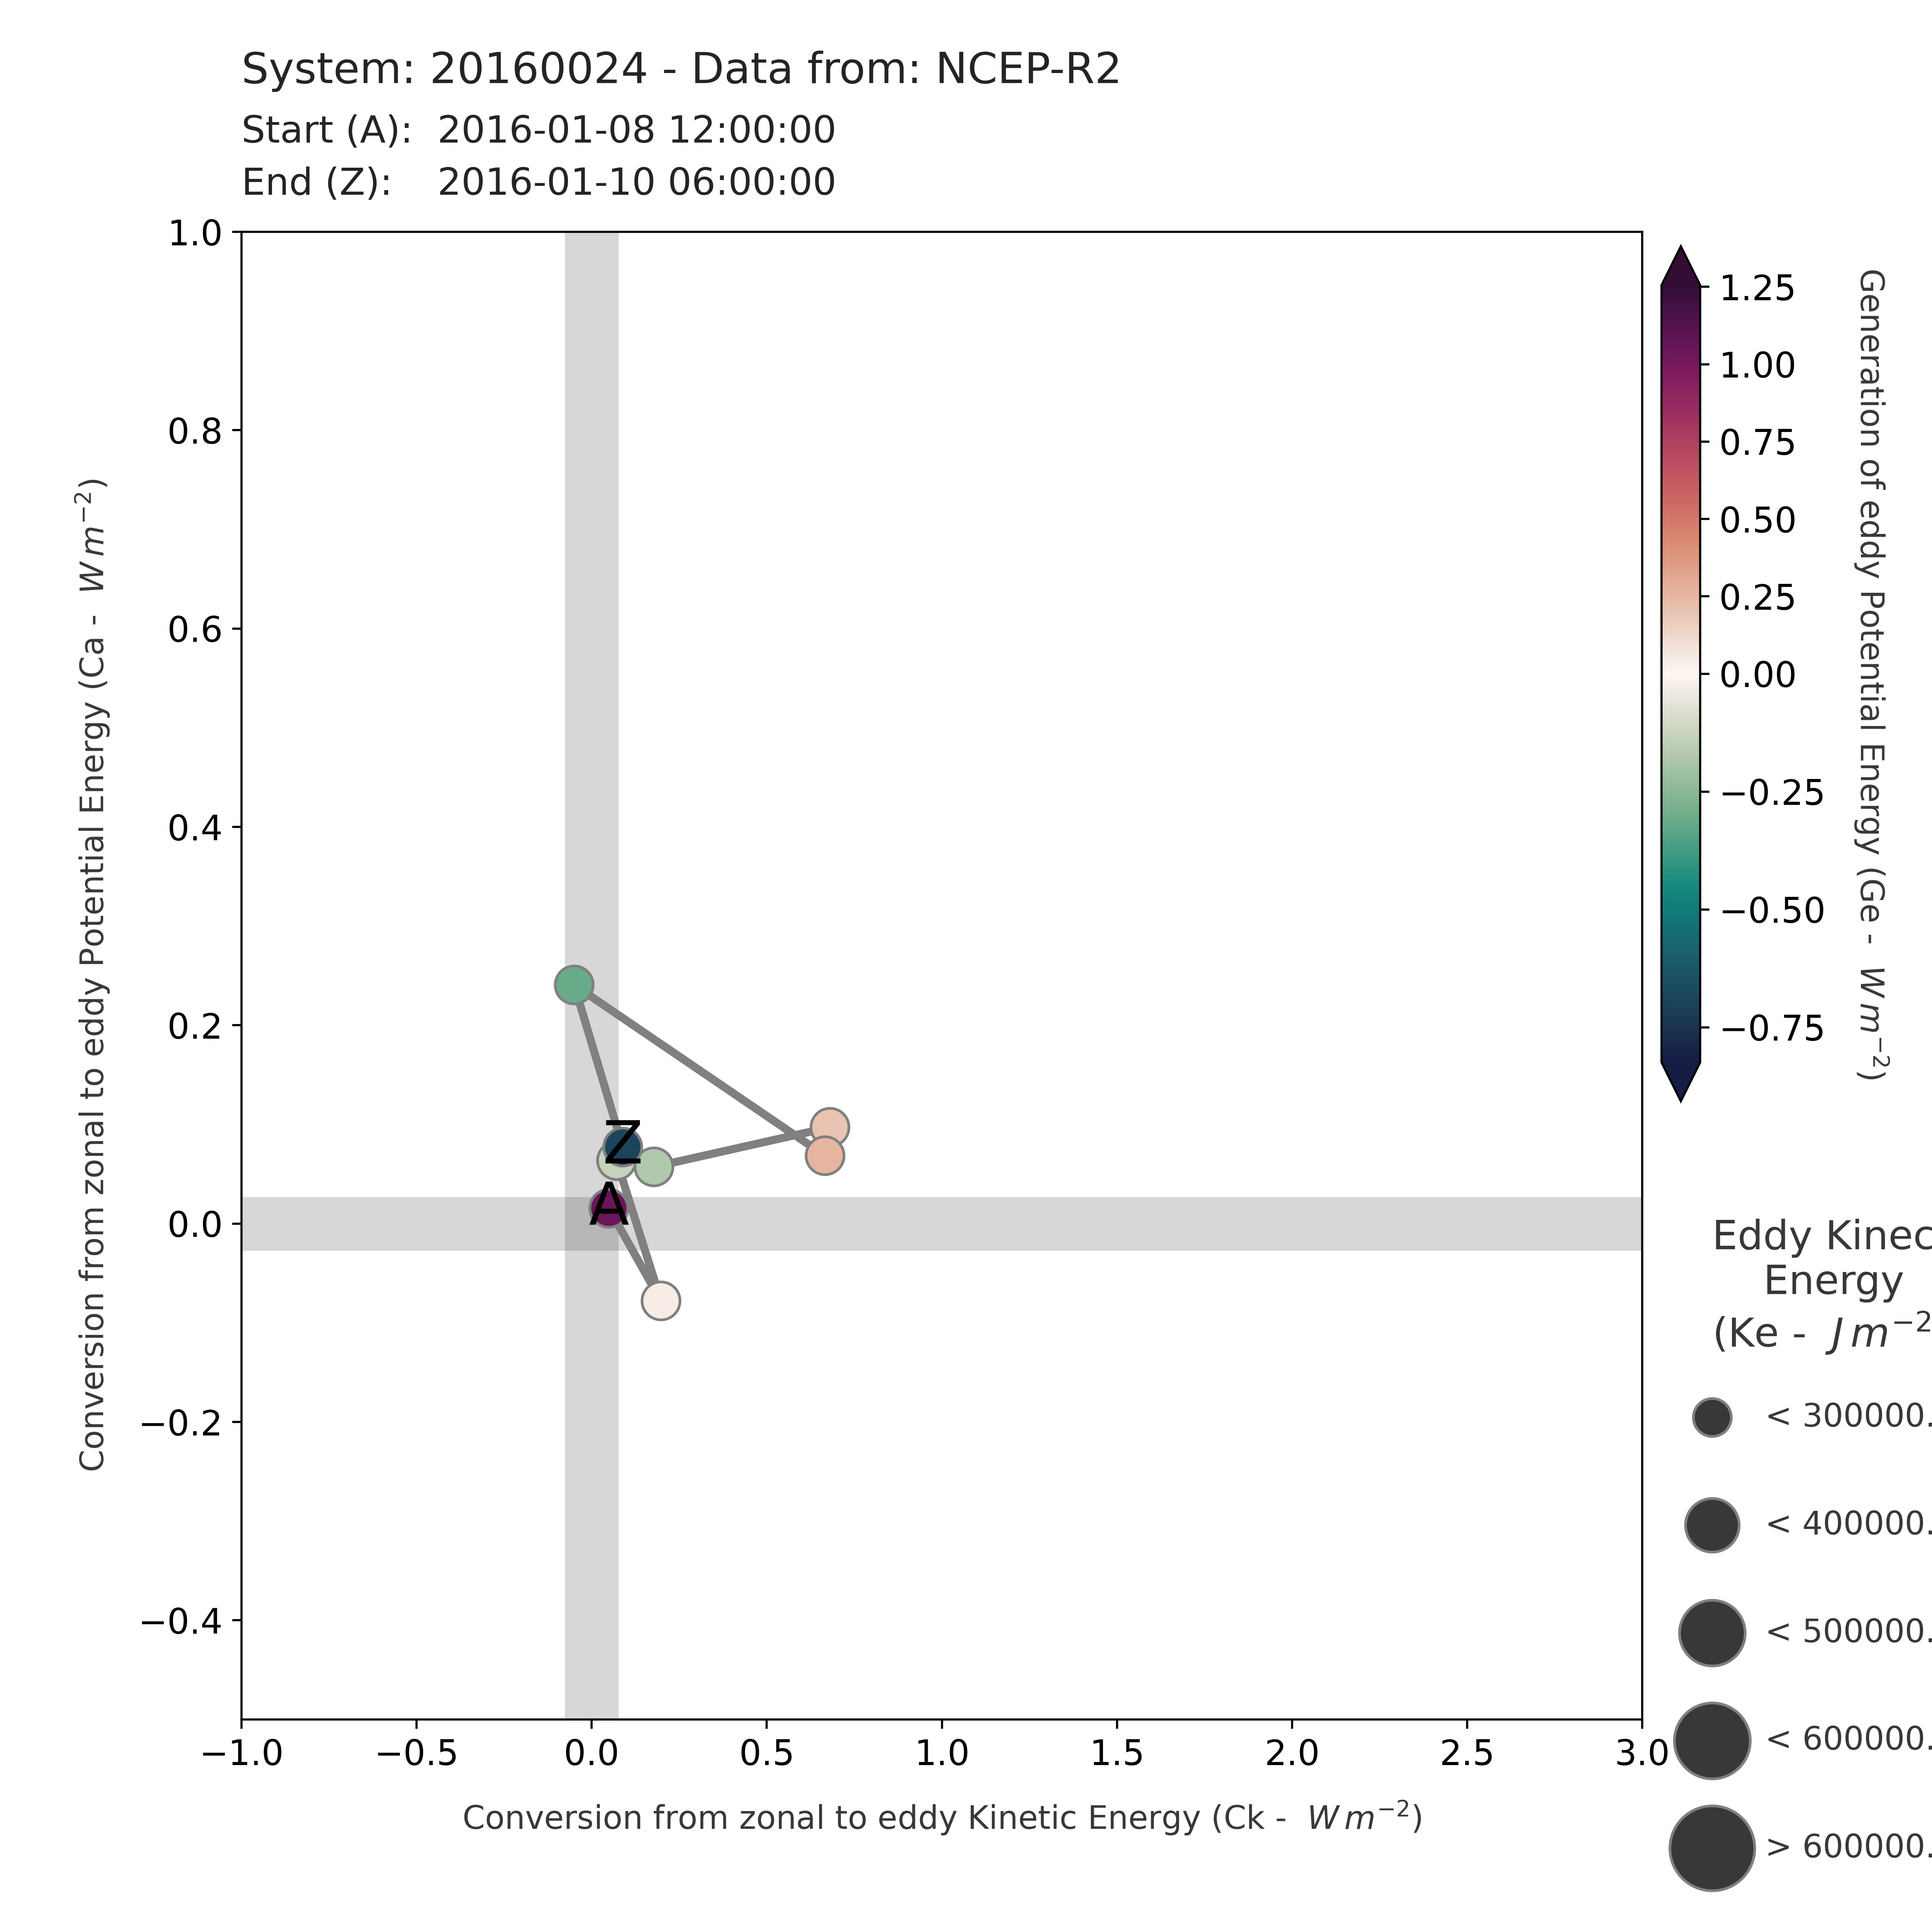 System: 20160024 - Data from: NCEP-R2
Start (A): 2016-01-08 12:00:00
End (Z): 2016-01-10 06:00:00
Conversion from zonal to eddy Potential Energy (Ca - W m⁻²)
1.0
0.8
0.6
0.4
0.2
0.0
−0.2
−0.4
Z
A
−1.0 −0.5 0.0 0.5 1.0 1.5 2.0 2.5 3.0
Conversion from zonal to eddy Kinetic Energy (Ck - W m⁻²)
1.25
1.00
0.75
0.50
0.25
0.00
−0.25
−0.50
−0.75
Generation of eddy Potential Energy (Ge - W m⁻²)
Eddy Kinec
Energy
(Ke - J m⁻²
< 300000.
< 400000.
< 500000.
< 600000.
> 600000.